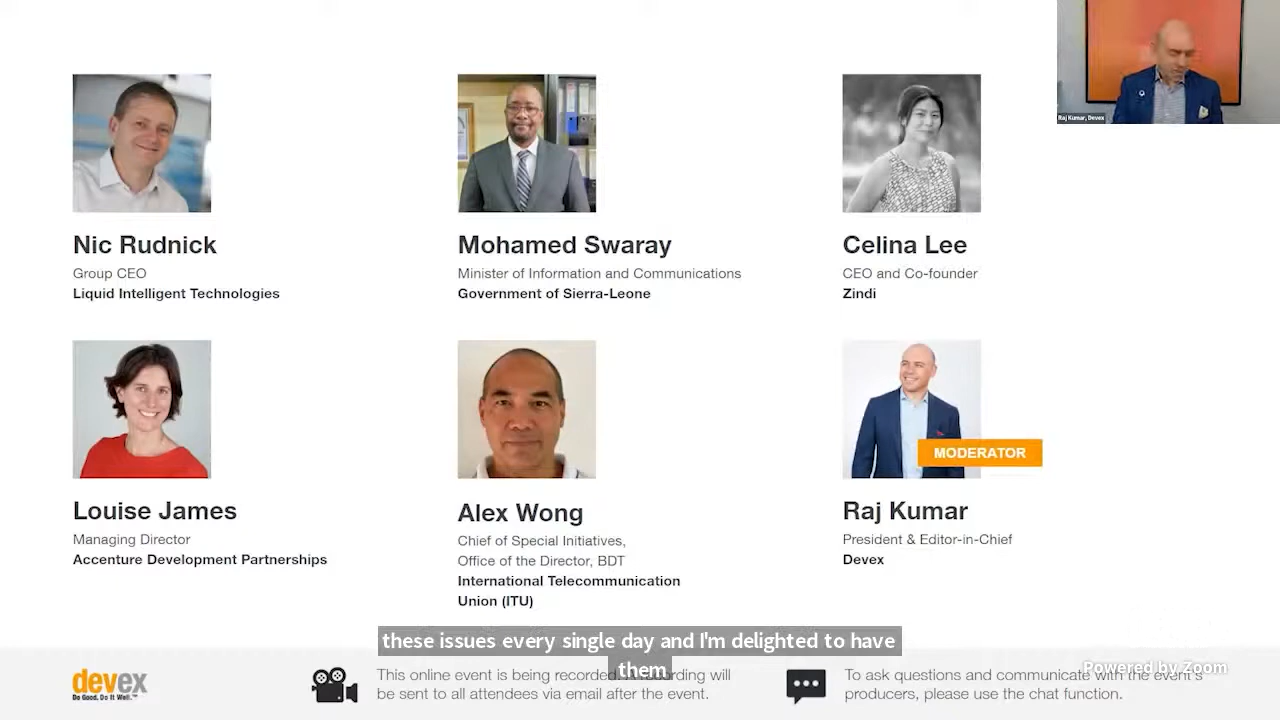 Raj Kumar, Devex
Nic Rudnick
Group CEO
Liquid Intelligent Technologies
Mohamed Swaray
Minister of Information and Communications
Government of Sierra-Leone
Celina Lee
CEO and Co-founder
Zindi
Louise James
Managing Director
Accenture Development Partnerships
Alex Wong
Chief of Special Initiatives,
Office of the Director, BDT
International Telecommunication
Union (ITU)
MODERATOR
Raj Kumar
President & Editor-in-Chief
Devex
these issues every single day and I'm delighted to have
them
devex
Do Good. Do It Well.™
This online event is being recorded. recording will
be sent to all attendees via email after the event.
To ask questions and communicate with the event's
producers, please use the chat function.
Powered by Zoom